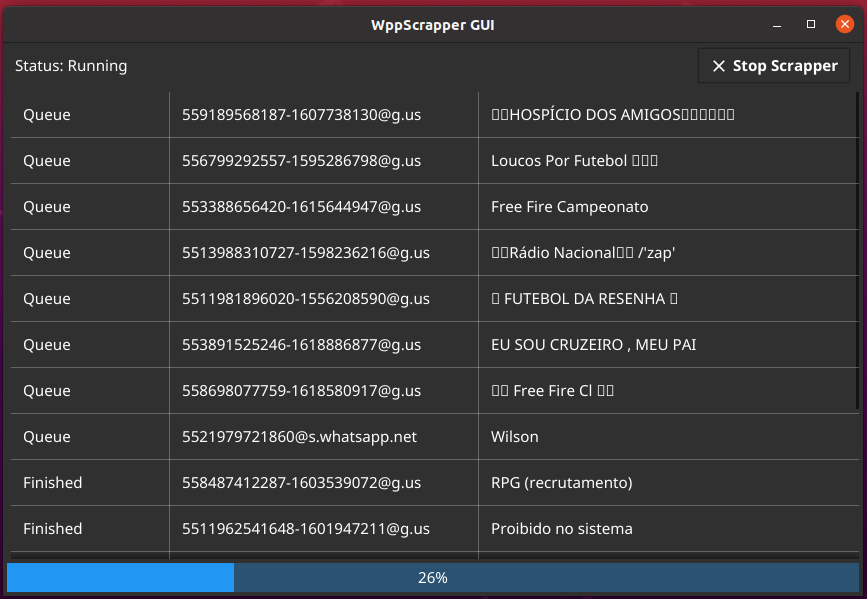 WppScrapper GUI
Status: Running
Stop Scrapper
Queue 559189568187-1607738130@g.us HOSPÍCIO DOS AMIGOS
Queue 556799292557-1595286798@g.us Loucos Por Futebol
Queue 553388656420-1615644947@g.us Free Fire Campeonato
Queue 5513988310727-1598236216@g.us Rádio Nacional /'zap'
Queue 5511981896020-1556208590@g.us FUTEBOL DA RESENHA
Queue 553891525246-1618886877@g.us EU SOU CRUZEIRO , MEU PAI
Queue 558698077759-1618580917@g.us Free Fire Cl
Queue 5521979721860@s.whatsapp.net Wilson
Finished 558487412287-1603539072@g.us RPG (recrutamento)
Finished 5511962541648-1601947211@g.us Proibido no sistema
26%